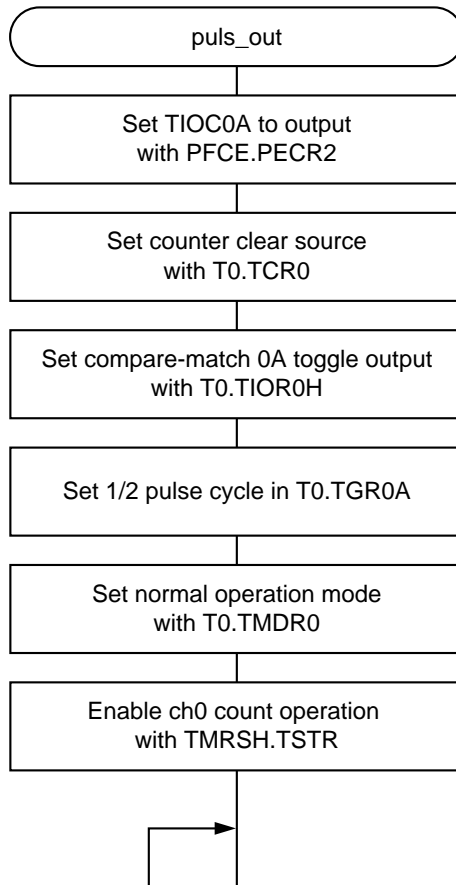 puls_out
Set TIOC0A to output
with PFCE.PECR2
Set counter clear source
with T0.TCR0
Set compare-match 0A toggle output
with T0.TIOR0H
Set 1/2 pulse cycle in T0.TGR0A
Set normal operation mode
with T0.TMDR0
Enable ch0 count operation
with TMRSH.TSTR